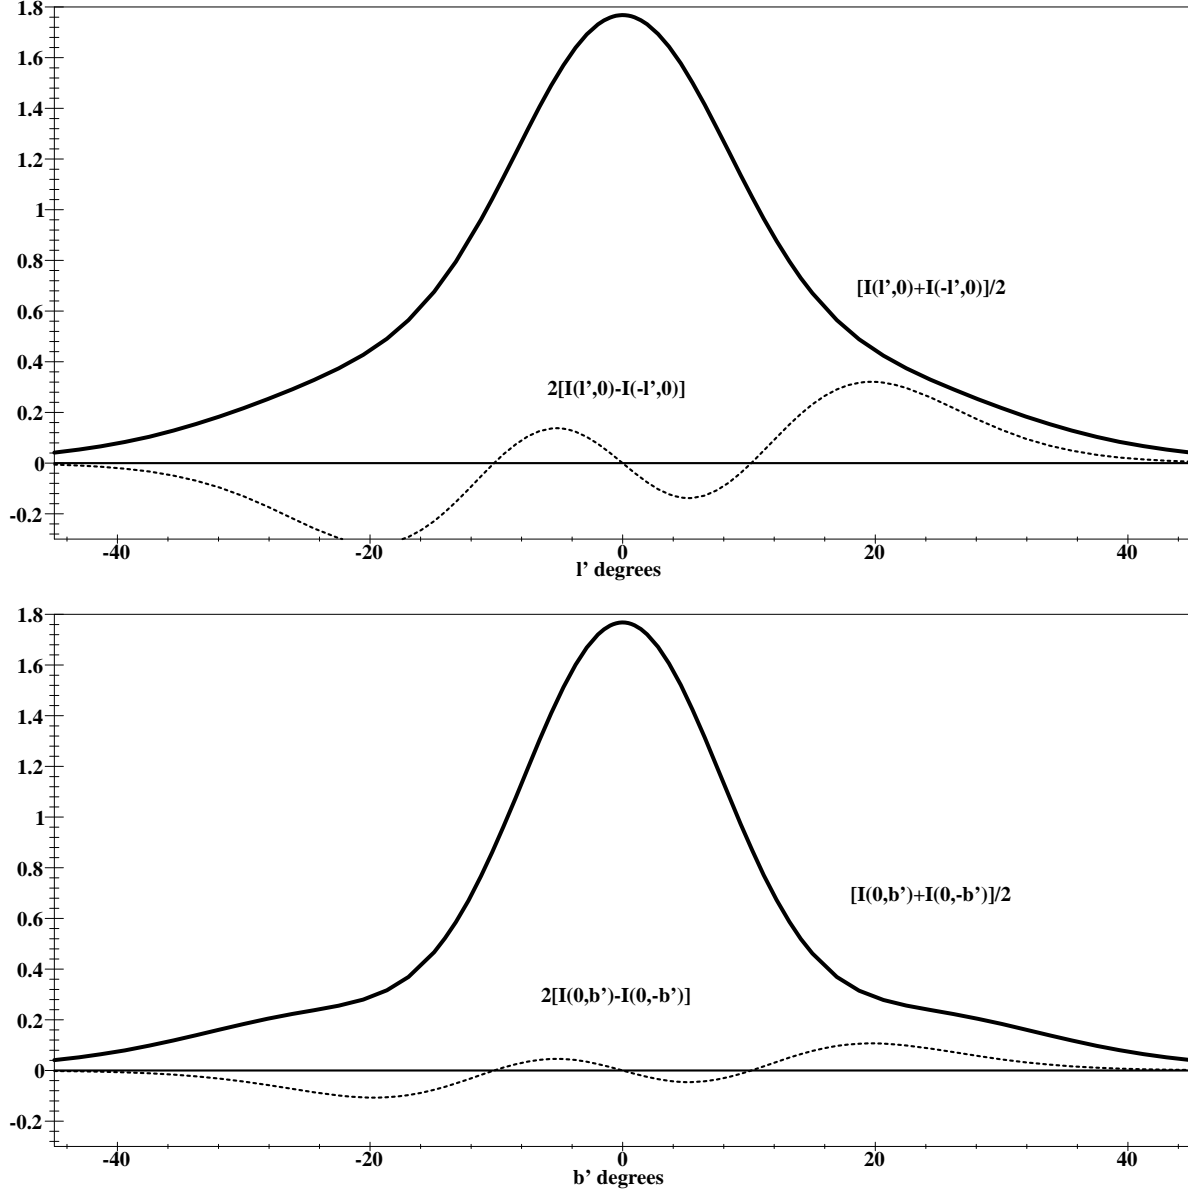 1.8
1.6
1.4
1.2
1
0.8
0.6
0.4
0.2
0
-0.2
[I(l’,0)+I(-l’,0)]/2
2[I(l’,0)-I(-l’,0)]
-40 -20 0 20 40
l’ degrees
1.8
1.6
1.4
1.2
1
0.8
0.6
0.4
0.2
0
-0.2
[I(0,b’)+I(0,-b’)]/2
2[I(0,b’)-I(0,-b’)]
-40 -20 0 20 40
b’ degrees